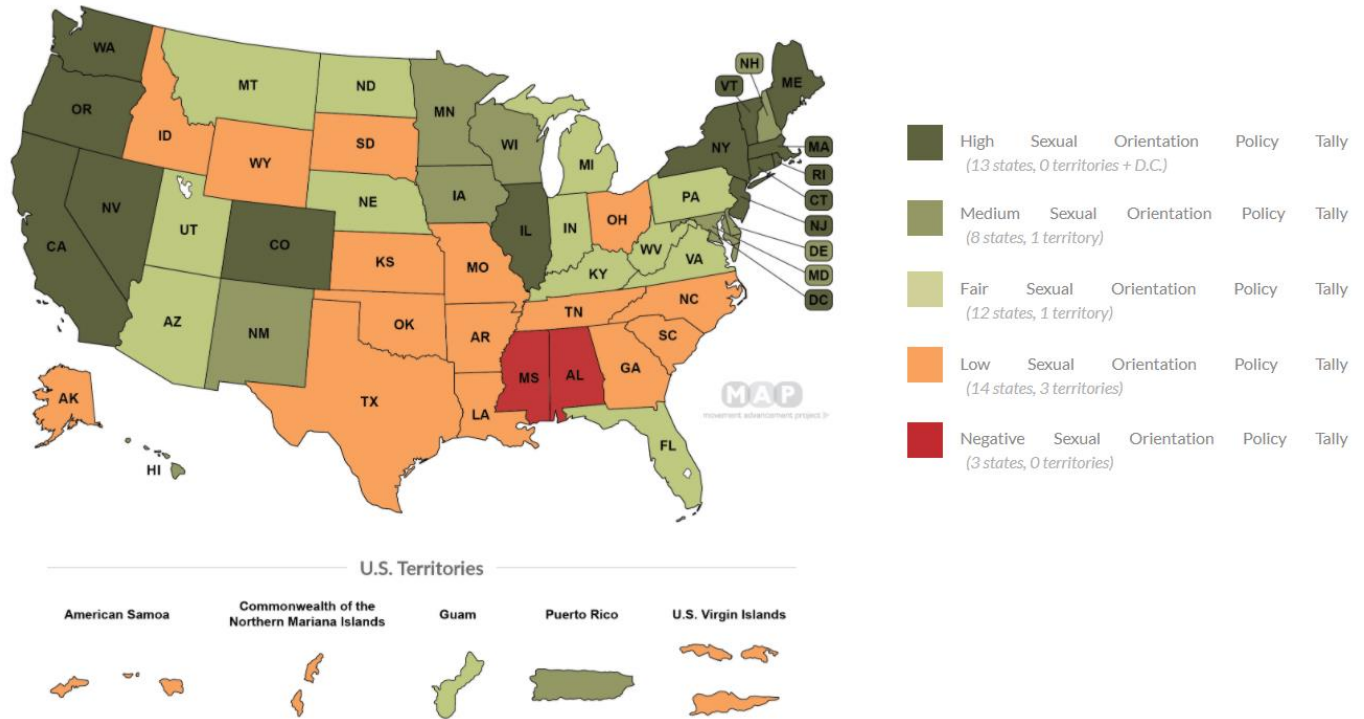 WA
MT
ND
MN
NH
VT
ME
OR
ID
WY
SD
WI
MI
NY
MA
RI
CT
NJ
DE
MD
DC
NV
UT
CO
NE
IA
IL
IN
OH
PA
CA
AZ
NM
KS
MO
KY
WV
VA
OK
AR
TN
NC
SC
TX
LA
MS
AL
GA
FL
AK
HI
MAP
movement advancement project
High Sexual Orientation Policy Tally
(13 states, 0 territories + D.C.)
Medium Sexual Orientation Policy Tally
(8 states, 1 territory)
Fair Sexual Orientation Policy Tally
(12 states, 1 territory)
Low Sexual Orientation Policy Tally
(14 states, 3 territories)
Negative Sexual Orientation Policy Tally
(3 states, 0 territories)
U.S. Territories
American Samoa
Commonwealth of the
Northern Mariana Islands
Guam
Puerto Rico
U.S. Virgin Islands